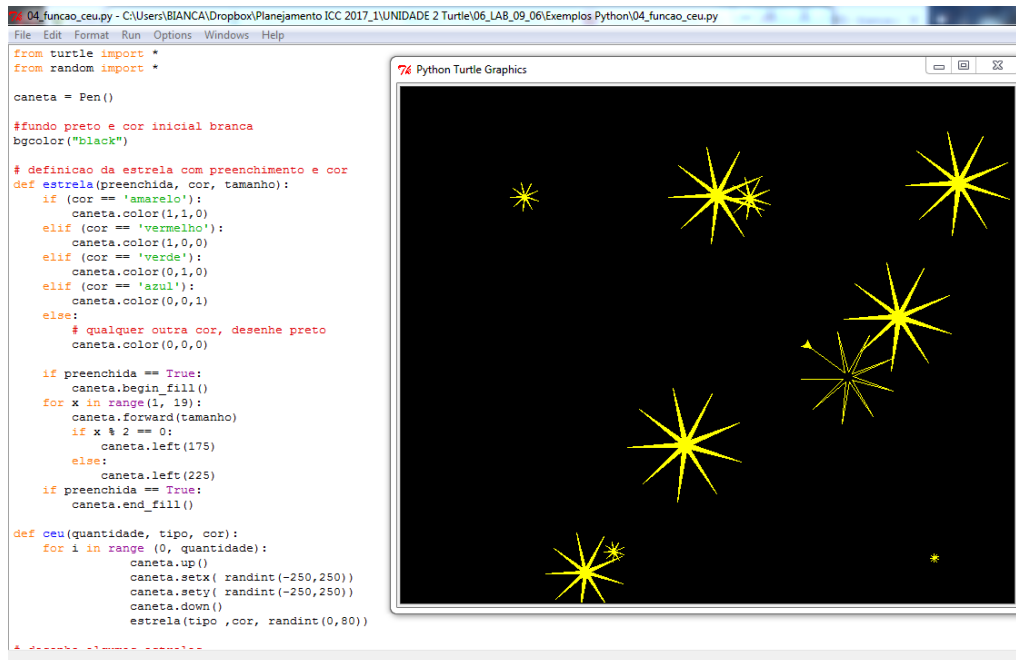 04_funcao_ceu.py - C:\Users\BIANCA\Dropbox\Planejamento ICC 2017_1\UNIDADE 2 Turtle\06_LAB_09_06\Exemplos Python\04_funcao_ceu.py
File Edit Format Run Options Windows Help
from turtle import *
from random import *
caneta = Pen()
#fundo preto e cor inicial branca
bgcolor("black")
# definicao da estrela com preenchimento e cor
def estrela(preenchida, cor, tamanho):
    if (cor == 'amarelo'):
        caneta.color(1,1,0)
    elif (cor == 'vermelho'):
        caneta.color(1,0,0)
    elif (cor == 'verde'):
        caneta.color(0,1,0)
    elif (cor == 'azul'):
        caneta.color(0,0,1)
    else:
        # qualquer outra cor, desenhe preto
        caneta.color(0,0,0)
    if preenchida == True:
        caneta.begin_fill()
    for x in range(1, 19):
        caneta.forward(tamanho)
        if x % 2 == 0:
            caneta.left(175)
        else:
            caneta.left(225)
    if preenchida == True:
        caneta.end_fill()
def ceu(quantidade, tipo, cor):
    for i in range (0, quantidade):
                caneta.up()
                caneta.setx( randint(-250,250))
                caneta.sety( randint(-250,250))
                caneta.down()
                estrela(tipo ,cor, randint(0,80))
Python Turtle Graphics